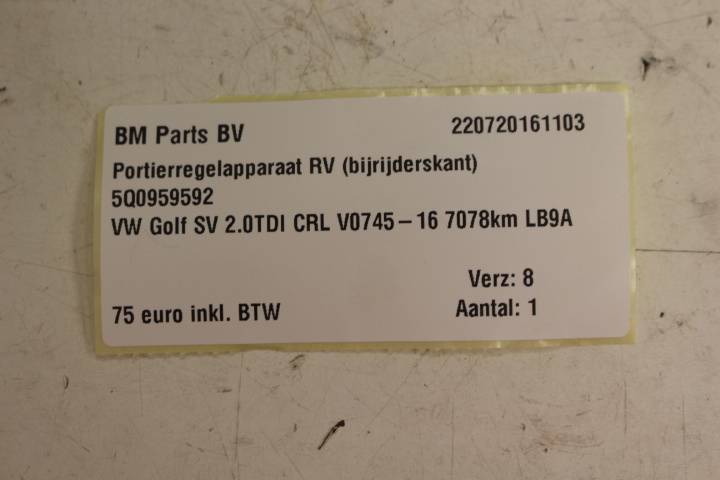 BM Parts BV 220720161103
Portierregelapparaat RV (bijrijderskant)
5Q0959592
VW Golf SV 2.0TDI CRL V0745-16 7078km LB9A
Verz: 8
75 euro inkl. BTW Aantal: 1